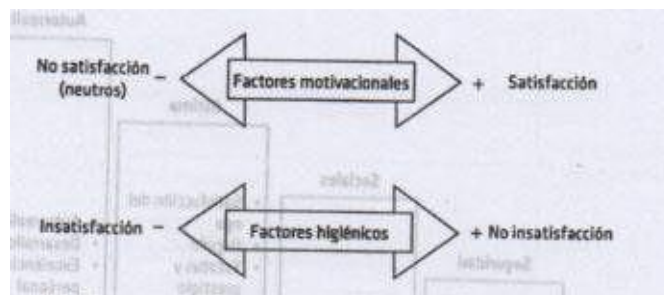 No satisfacción
(neutros)
−
Factores motivacionales
+ Satisfacción
Insatisfacción −
Factores higiénicos
+ No insatisfacción